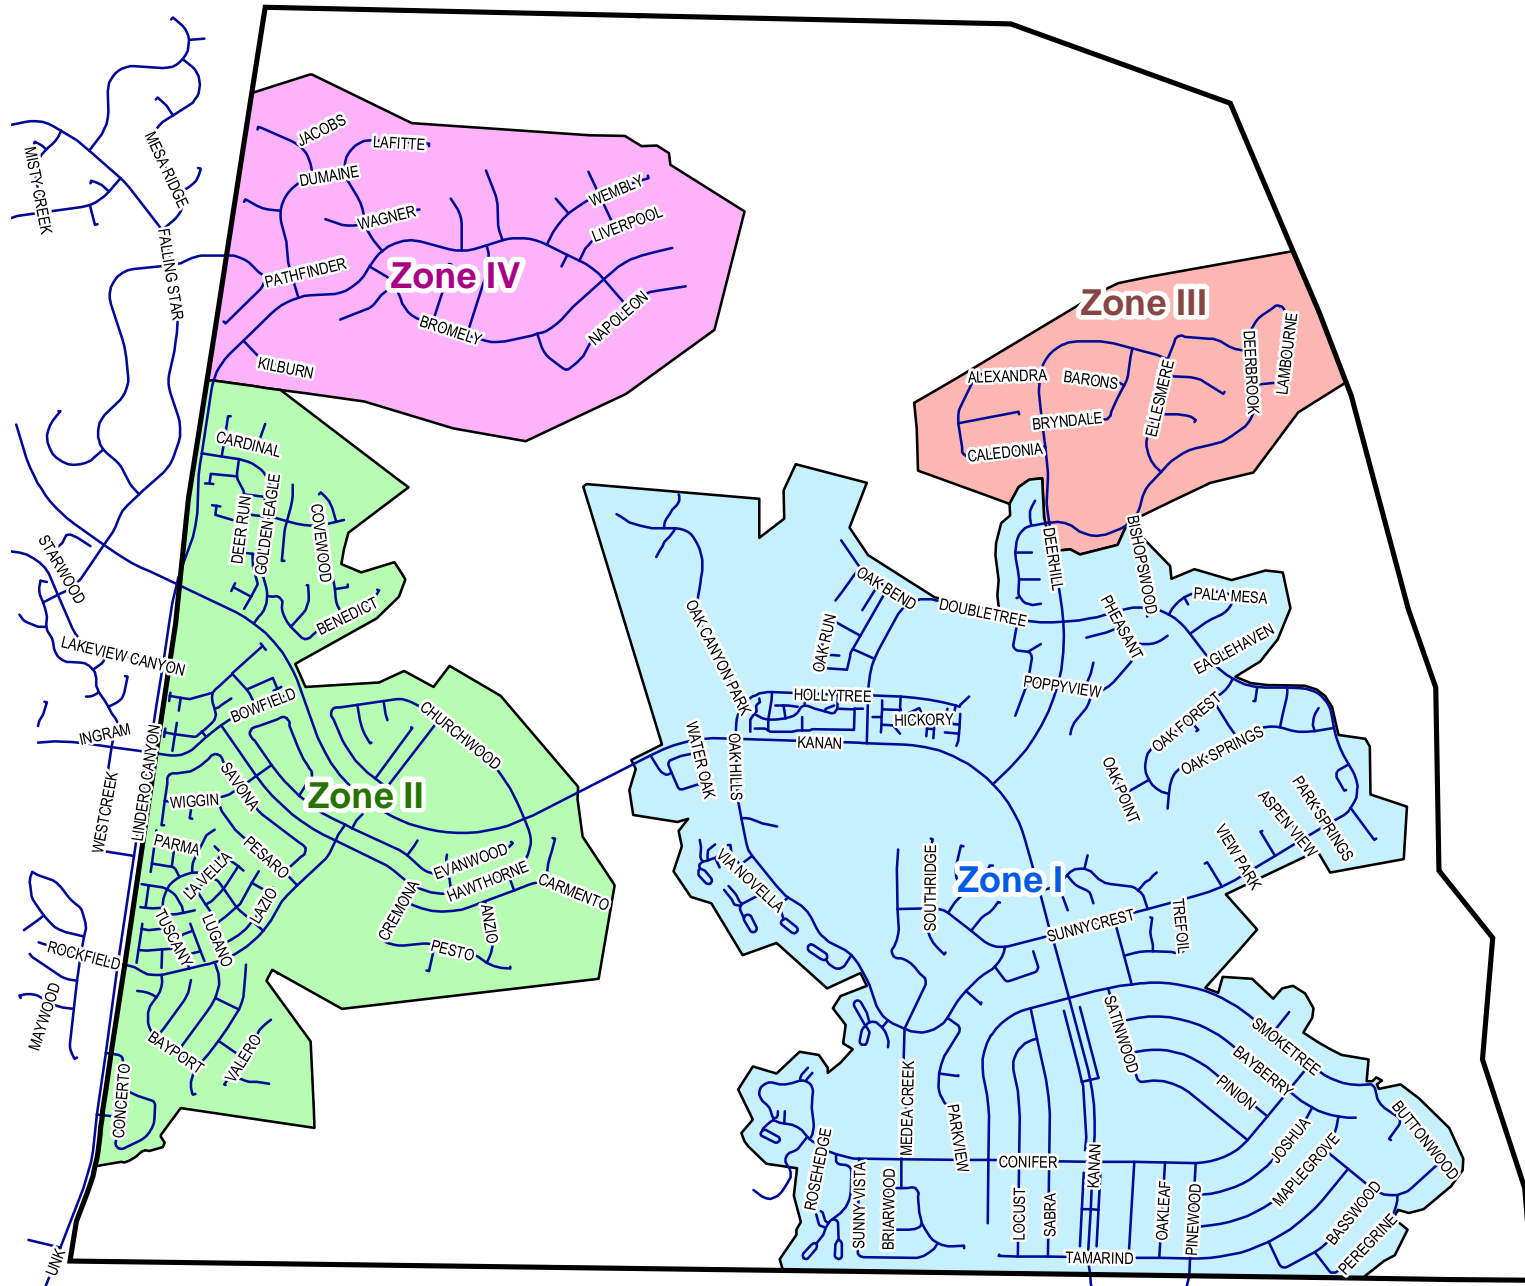 JACOBS
LAFITTE
DUMAINE
WAGNER
WEMBLY
LIVERPOOL
PATHFINDER
Zone IV
BROMELY
NAPOLEON
KILBURN
MISTY CREEK
MESA RIDGE
FALLING STAR
Zone III
ALEXANDRA
BARONS
BRYNDALE
CALEDONIA
ELLESMERE
DEERBROOK
LAMBOURNE
CARDINAL
DEER RUN
GOLDEN EAGLE
COVEWOOD
BENEDICT
STARWOOD
LAKEVIEW CANYON
INGRAM
WESTCREEK
LINDERO CANYON
BOWFIELD
CHURCHWOOD
SAVONA
WIGGIN
Zone II
PARMA
PESARO
LA VELLA
LAZIO
LUGANO
TUSCANY
EVANWOOD
HAWTHORNE
CREMONA
CARMENTO
ANZIO
PESTO
ROCKFIELD
MAYWOOD
BAYPORT
VALERO
CONCERTO
UNK
DEERHILL
BISHOPSWOOD
OAK BEND
OAK RUN
DOUBLETREE
PHEASANT
PALA MESA
EAGLEHAVEN
POPPYVIEW
OAK CANYON PARK
HOLLYTREE
HICKORY
KANAN
WATER OAK
OAK HILLS
OAK FOREST
OAK SPRINGS
OAK POINT
PARK SPRINGS
ASPEN VIEW
VIEW PARK
VIA NOVELLA
SOUTHRIDGE
Zone I
SUNNYCREST
TREFOIL
SATINWOOD
SMOKETREE
BAYBERRY
PINION
BUTTONWOOD
JOSHUA
MAPLEGROVE
MEDEA CREEK
PARKVIEW
CONIFER
ROSEHEDGE
SUNNY VISTA
BRIARWOOD
LOCUST
SABRA
KANAN
OAKLEAF
PINEWOOD
BASSWOOD
PEREGRINE
TAMARIND